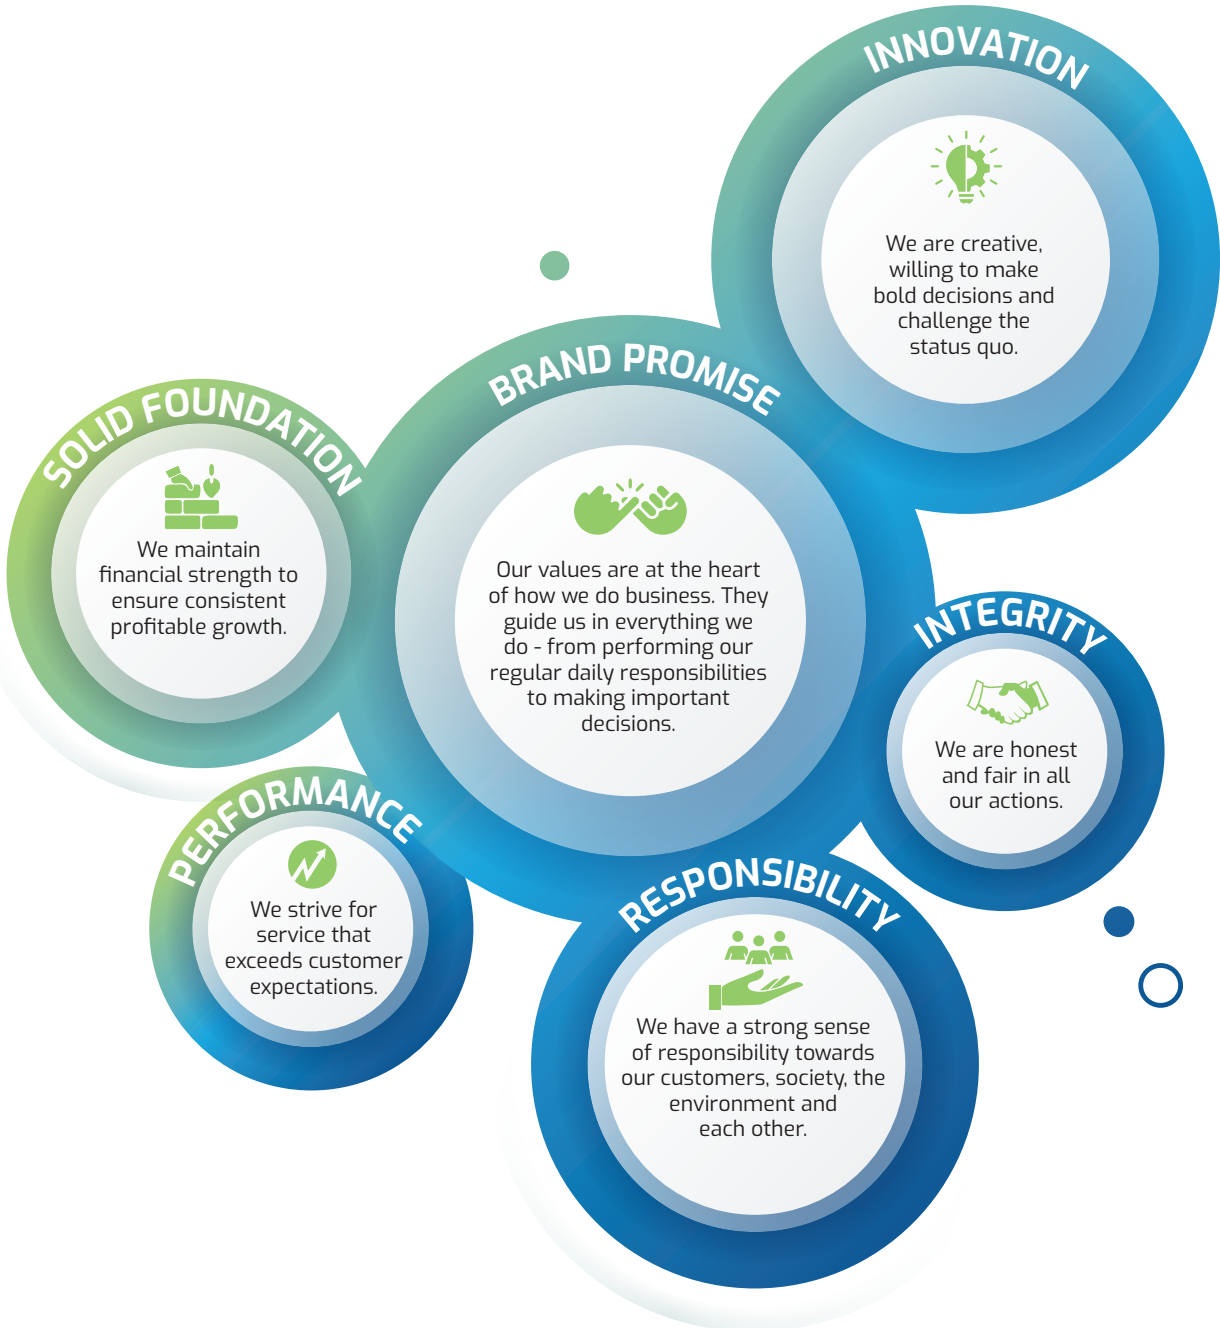 INNOVATION
We are creative,
willing to make
bold decisions and
challenge the
status quo.
BRAND PROMISE
Our values are at the heart
of how we do business. They
guide us in everything we
do - from performing our
regular daily responsibilities
to making important
decisions.
SOLID FOUNDATION
We maintain
financial strength to
ensure consistent
profitable growth.
INTEGRITY
We are honest
and fair in all
our actions.
PERFORMANCE
We strive for
service that
exceeds customer
expectations.
RESPONSIBILITY
We have a strong sense
of responsibility towards
our customers, society, the
environment and
each other.